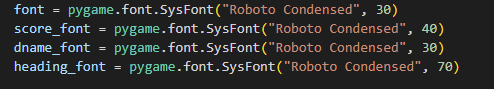 font = pygame.font.SysFont("Roboto Condensed", 30)
score_font = pygame.font.SysFont("Roboto Condensed", 40)
dname_font = pygame.font.SysFont("Roboto Condensed", 30)
heading_font = pygame.font.SysFont("Roboto Condensed", 70)